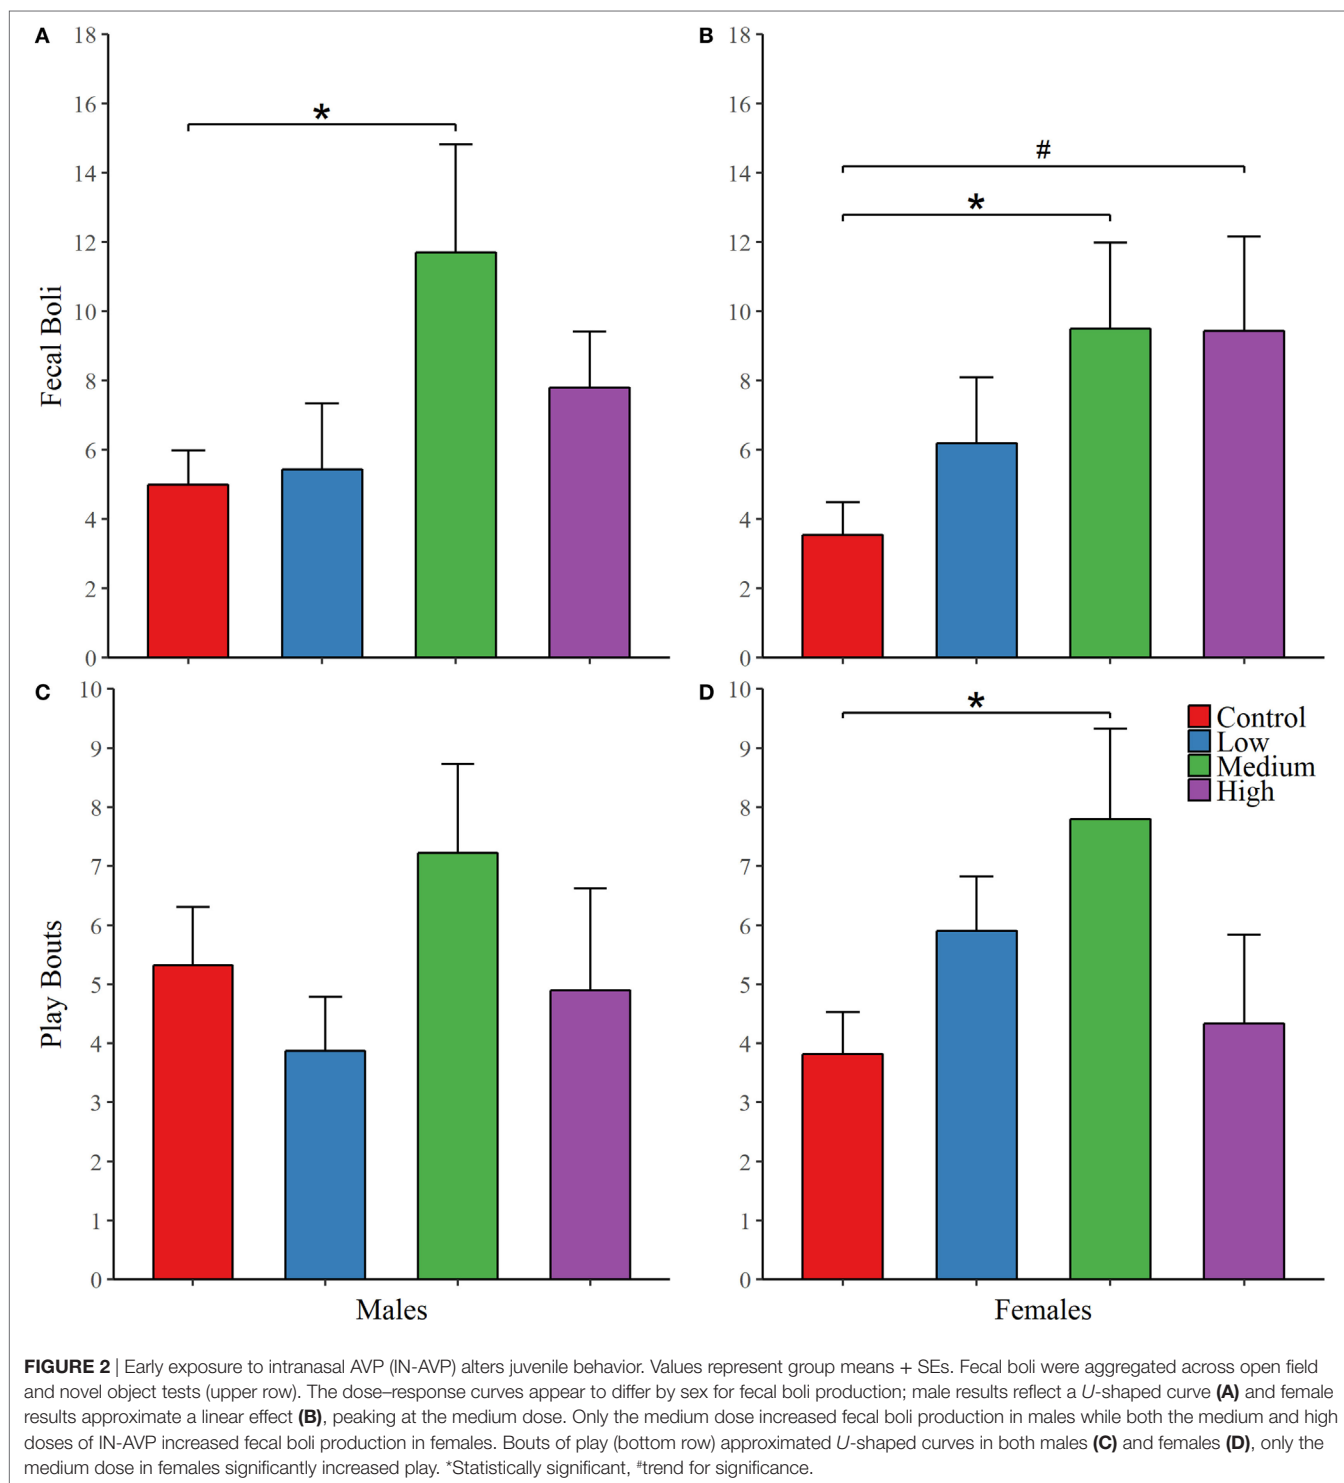 A
18
16
14
12
10
8
6
4
2
0
Fecal Boli
*
B
18
16
14
12
10
8
6
4
2
0
#
*
C
10
9
8
7
6
5
4
3
2
1
0
Play Bouts
Males
D
10
9
8
7
6
5
4
3
2
1
0
*
Control
Low
Medium
High
Females
FIGURE 2 | Early exposure to intranasal AVP (IN-AVP) alters juvenile behavior. Values represent group means + SEs. Fecal boli were aggregated across open field
and novel object tests (upper row). The dose–response curves appear to differ by sex for fecal boli production; male results reflect a U-shaped curve (A) and female
results approximate a linear effect (B), peaking at the medium dose. Only the medium dose increased fecal boli production in males while both the medium and high
doses of IN-AVP increased fecal boli production in females. Bouts of play (bottom row) approximated U-shaped curves in both males (C) and females (D), only the
medium dose in females significantly increased play. *Statistically significant, #trend for significance.